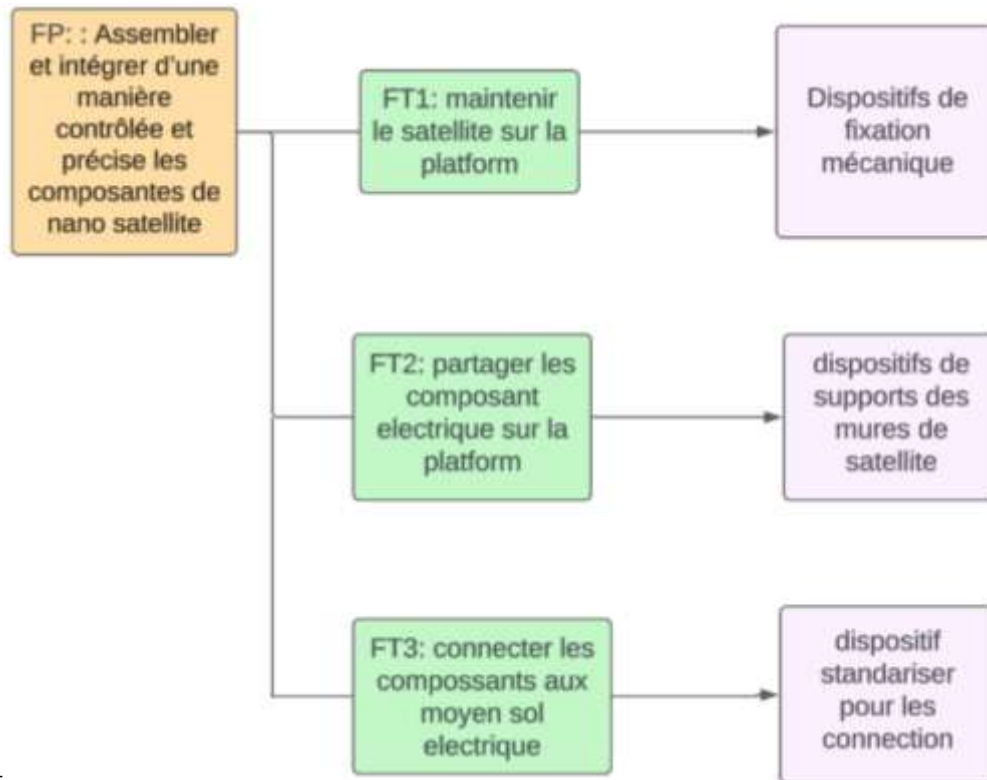 FP: : Assembler
et intégrer d'une
manière
contrôlée et
précise les
composantes de
nano satellite
FT1: maintenir
le satellite sur la
platform
Dispositifs de
fixation
mécanique
FT2: partager les
composant
electrique sur la
platform
dispositifs de
supports des
mures de
satellite
FT3: connecter les
compossants aux
moyen sol
electrique
dispositif
standariser
pour les
connection